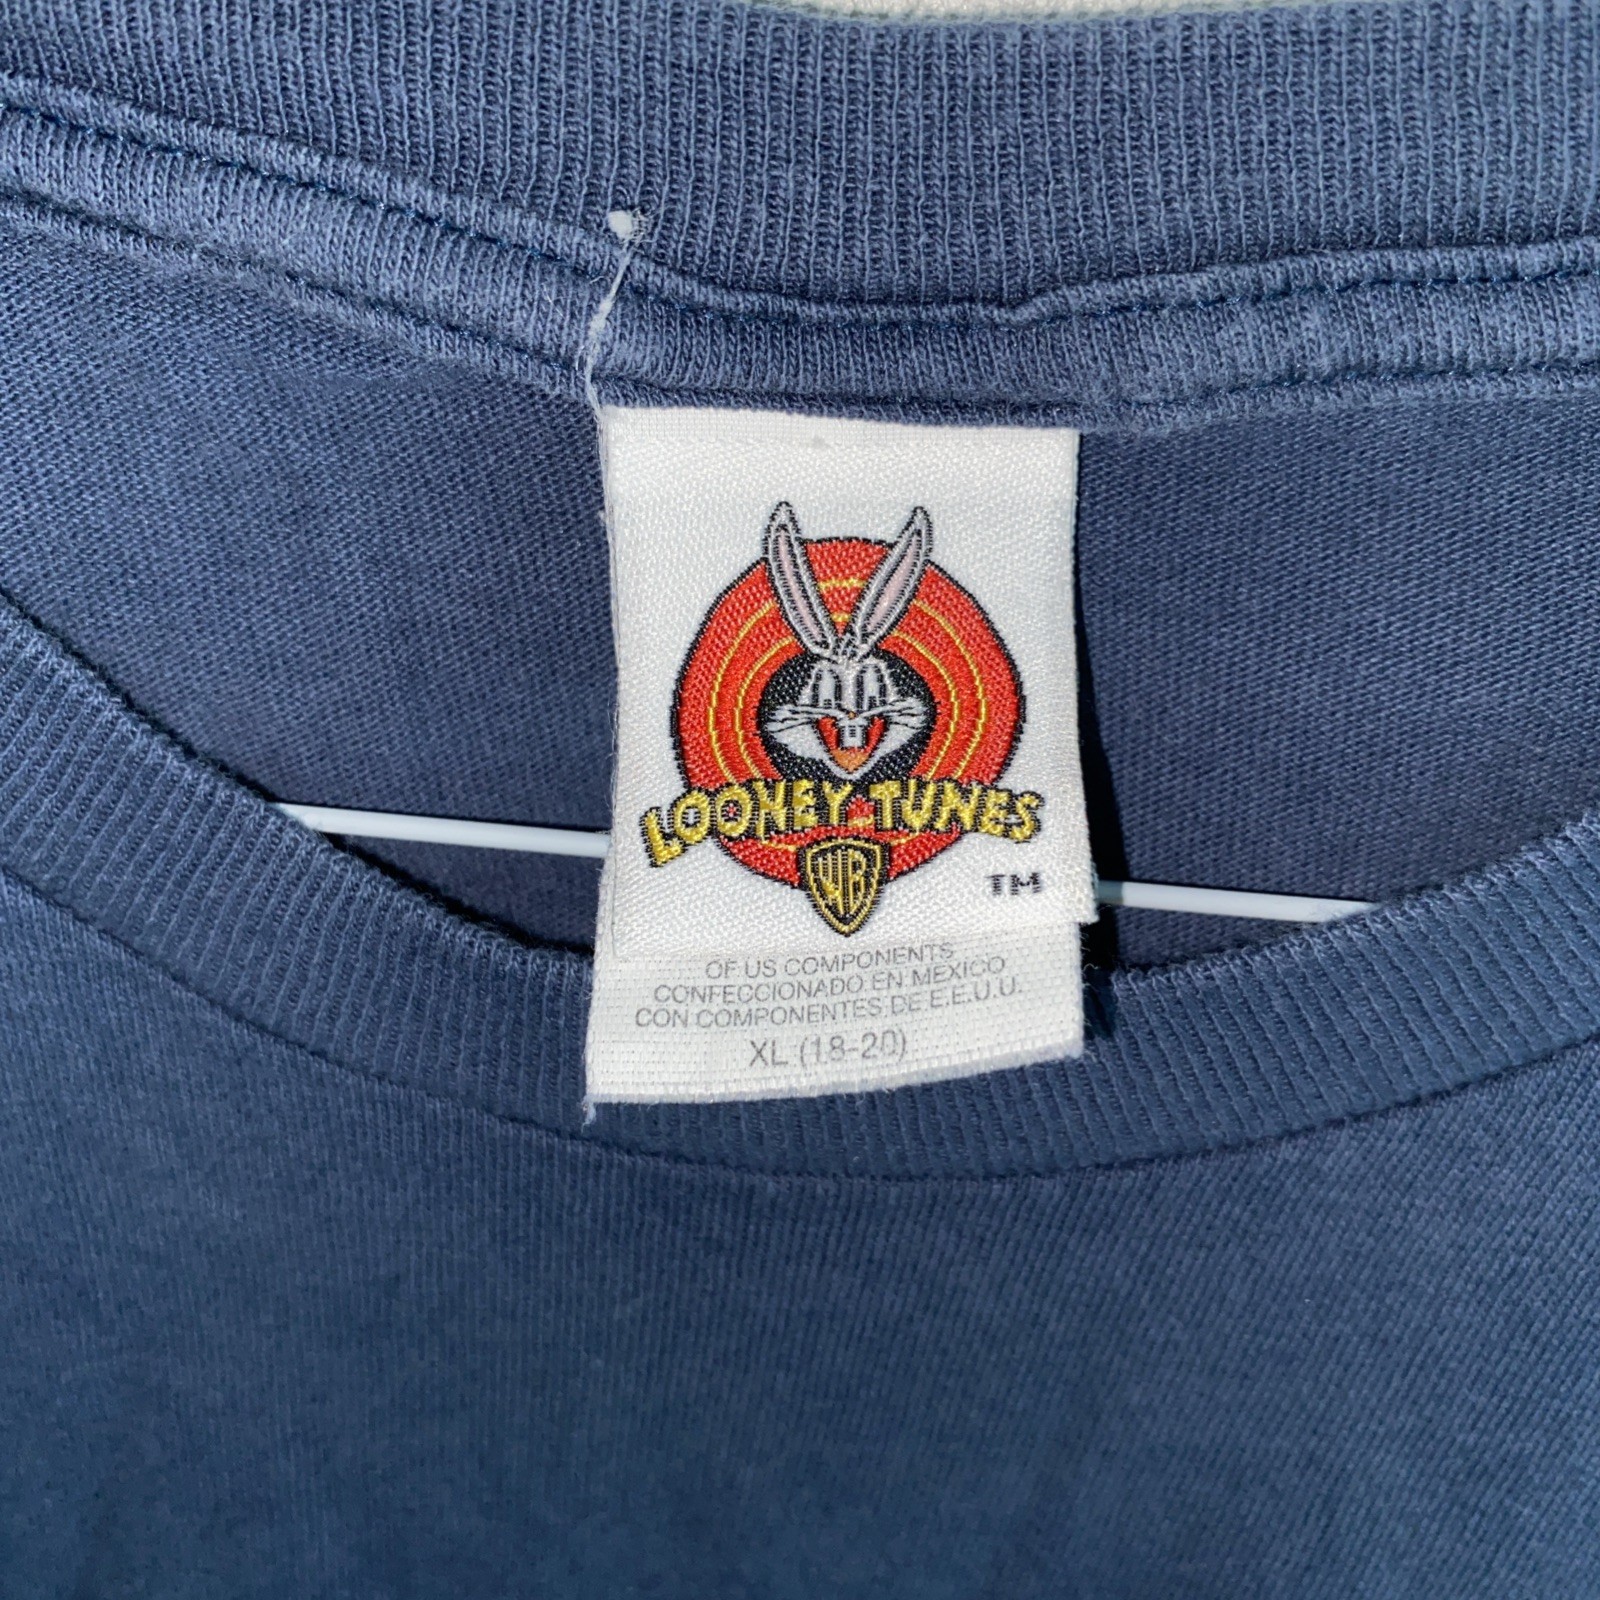 LOONEY TUNES
WB
TM
OF US COMPONENTS
CONFECCIONADO EN MEXICO
CON COMPONENTES DE E.E.U.U.
XL (18-20)